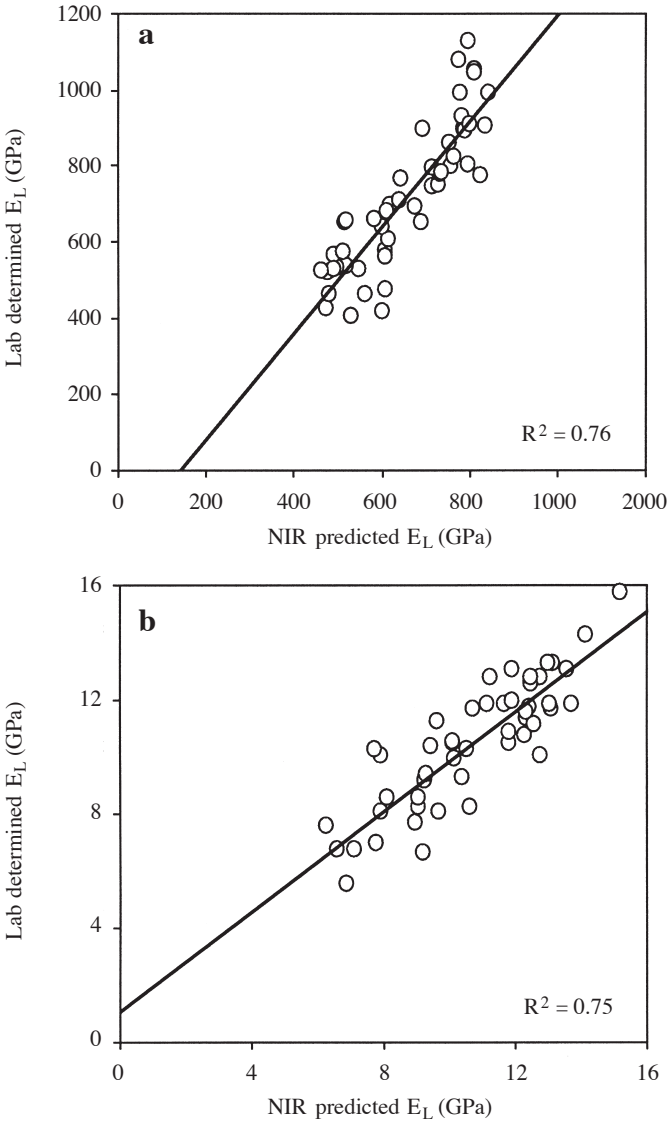 a
Lab determined E_L (GPa)
1200
1000
800
600
400
200
0
R² = 0.76
0 200 400 600 800 1000 2000
NIR predicted E_L (GPa)
b
Lab determined E_L (GPa)
16
12
8
4
0
R² = 0.75
0 4 8 12 16
NIR predicted E_L (GPa)